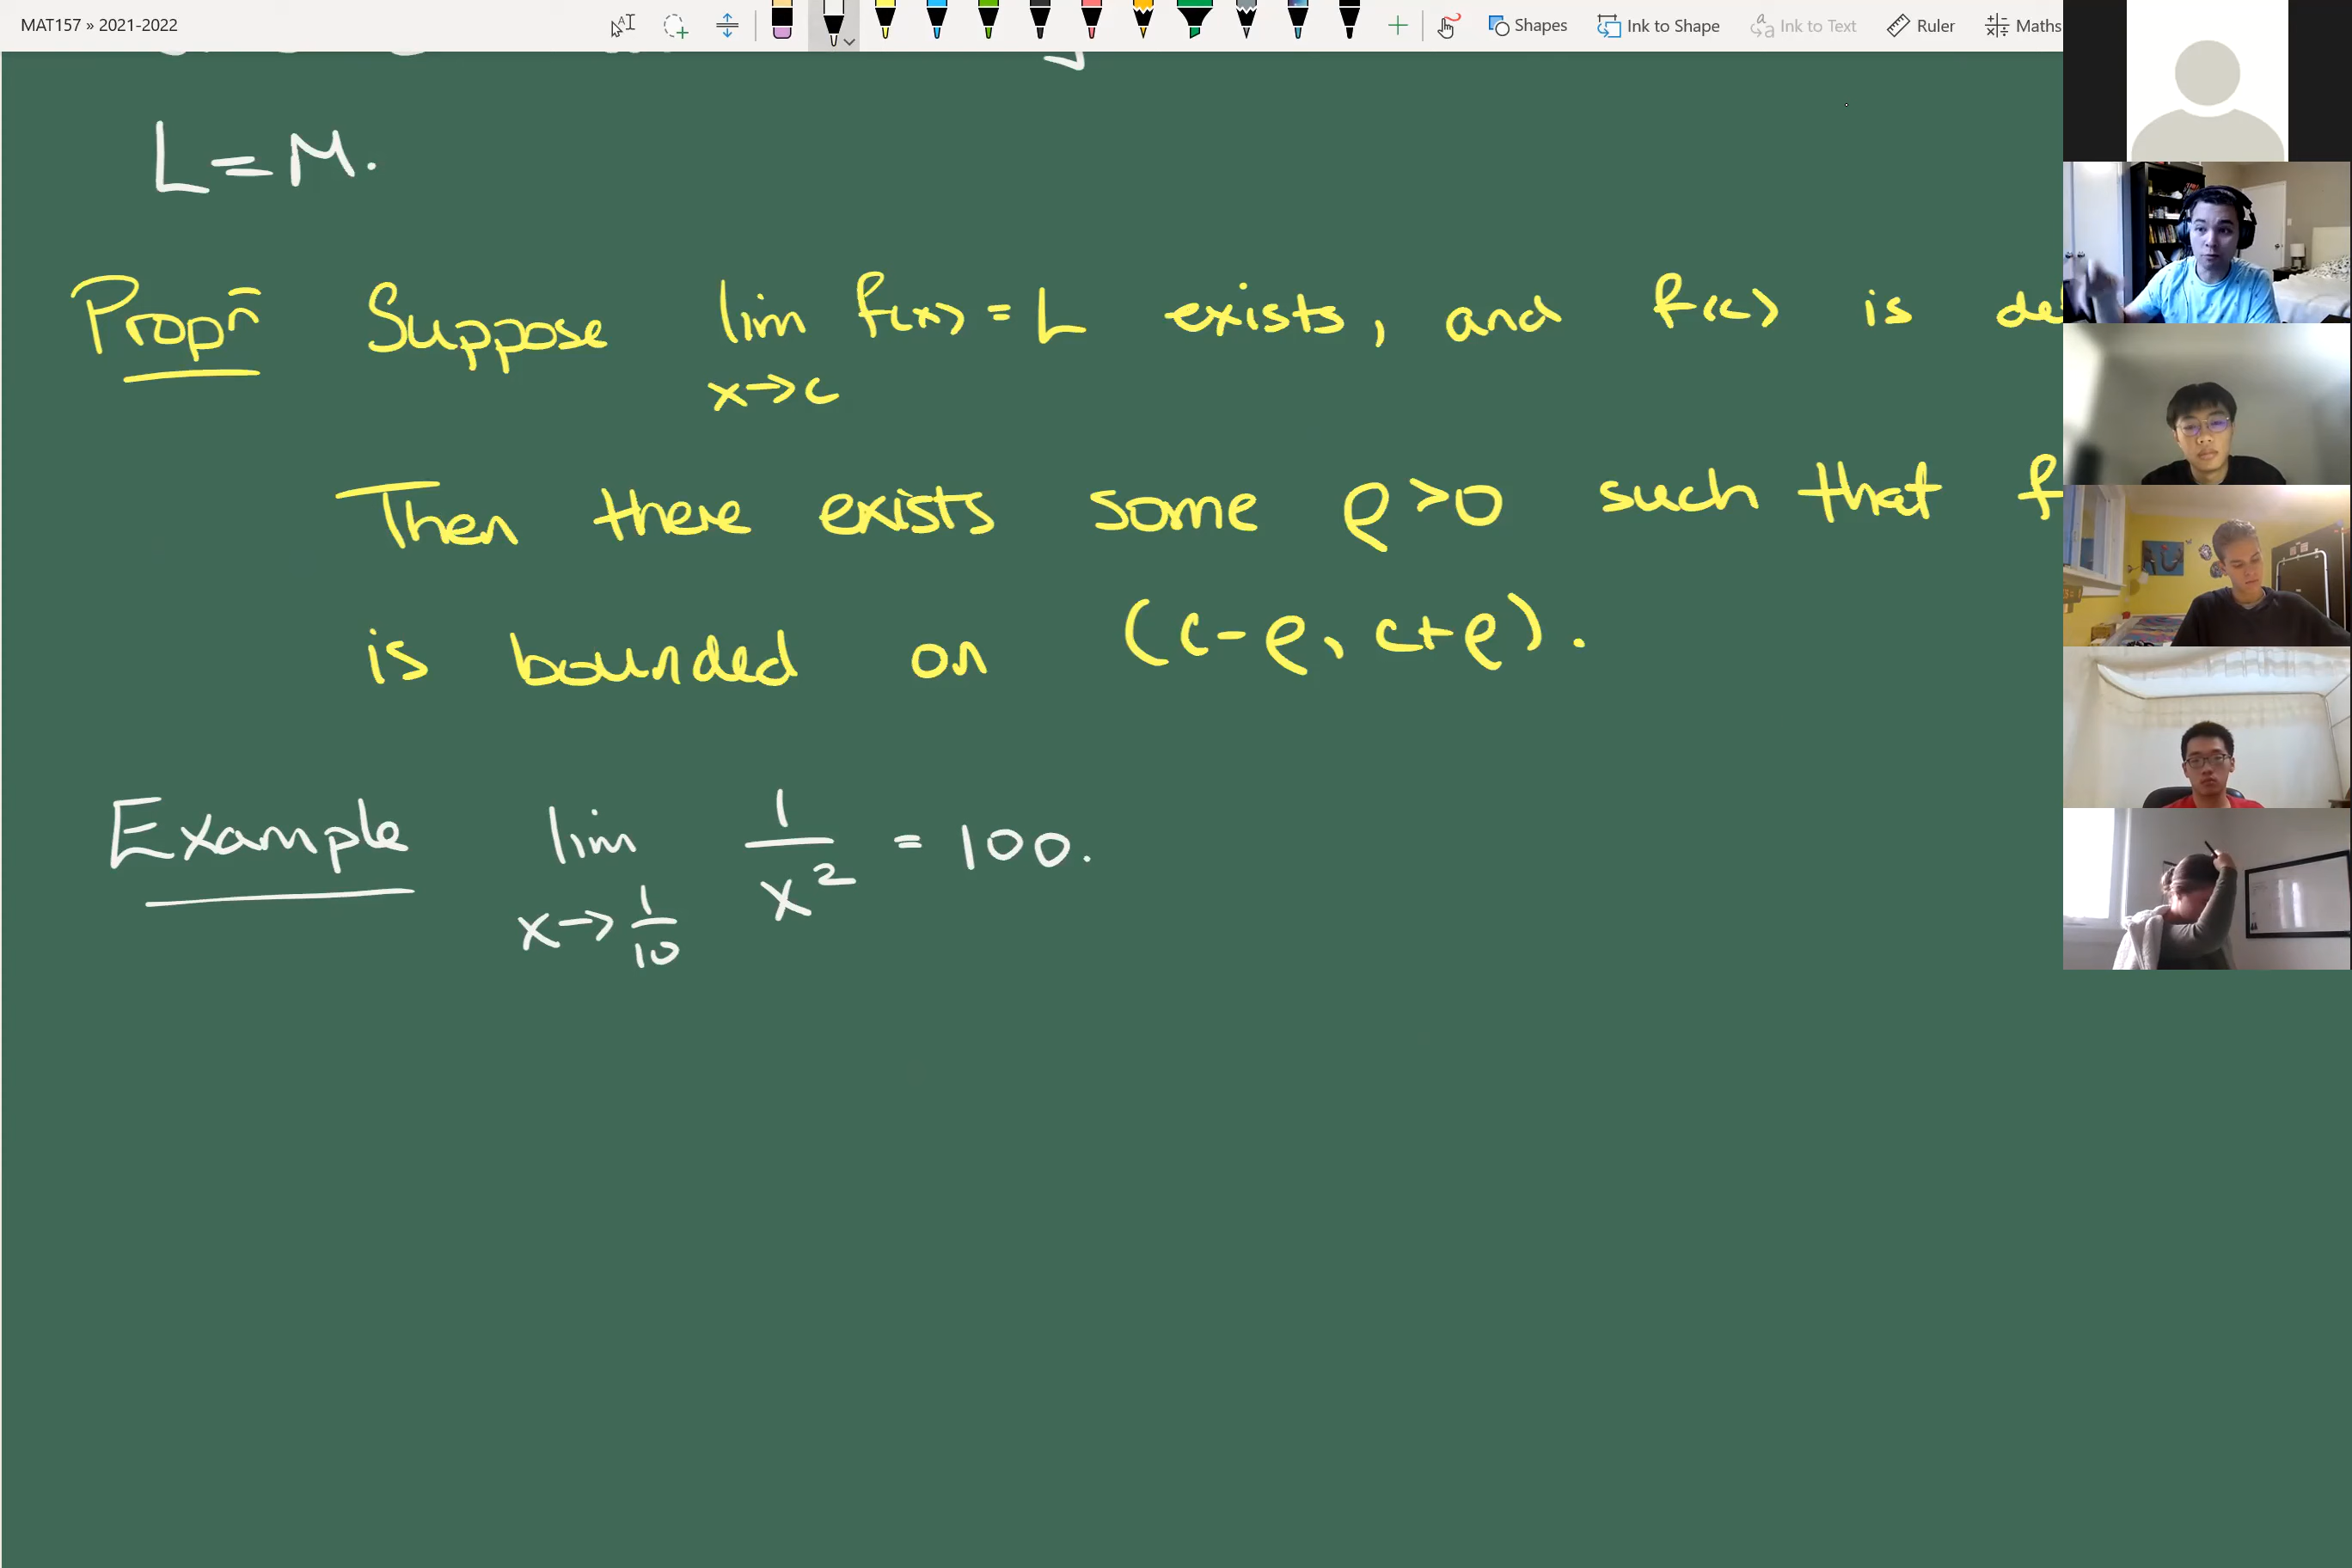 MAT157 » 2021-2022
Shapes Ink to Shape Ink to Text Ruler Maths
L=M.
Propn̄ Suppose lim f(x) = L exists, and f(c) is
x→c
Then there exists some ρ>0 such that f
is bounded on (c-ρ, c+ρ).
Example lim 1/x² = 100.
x→1/10